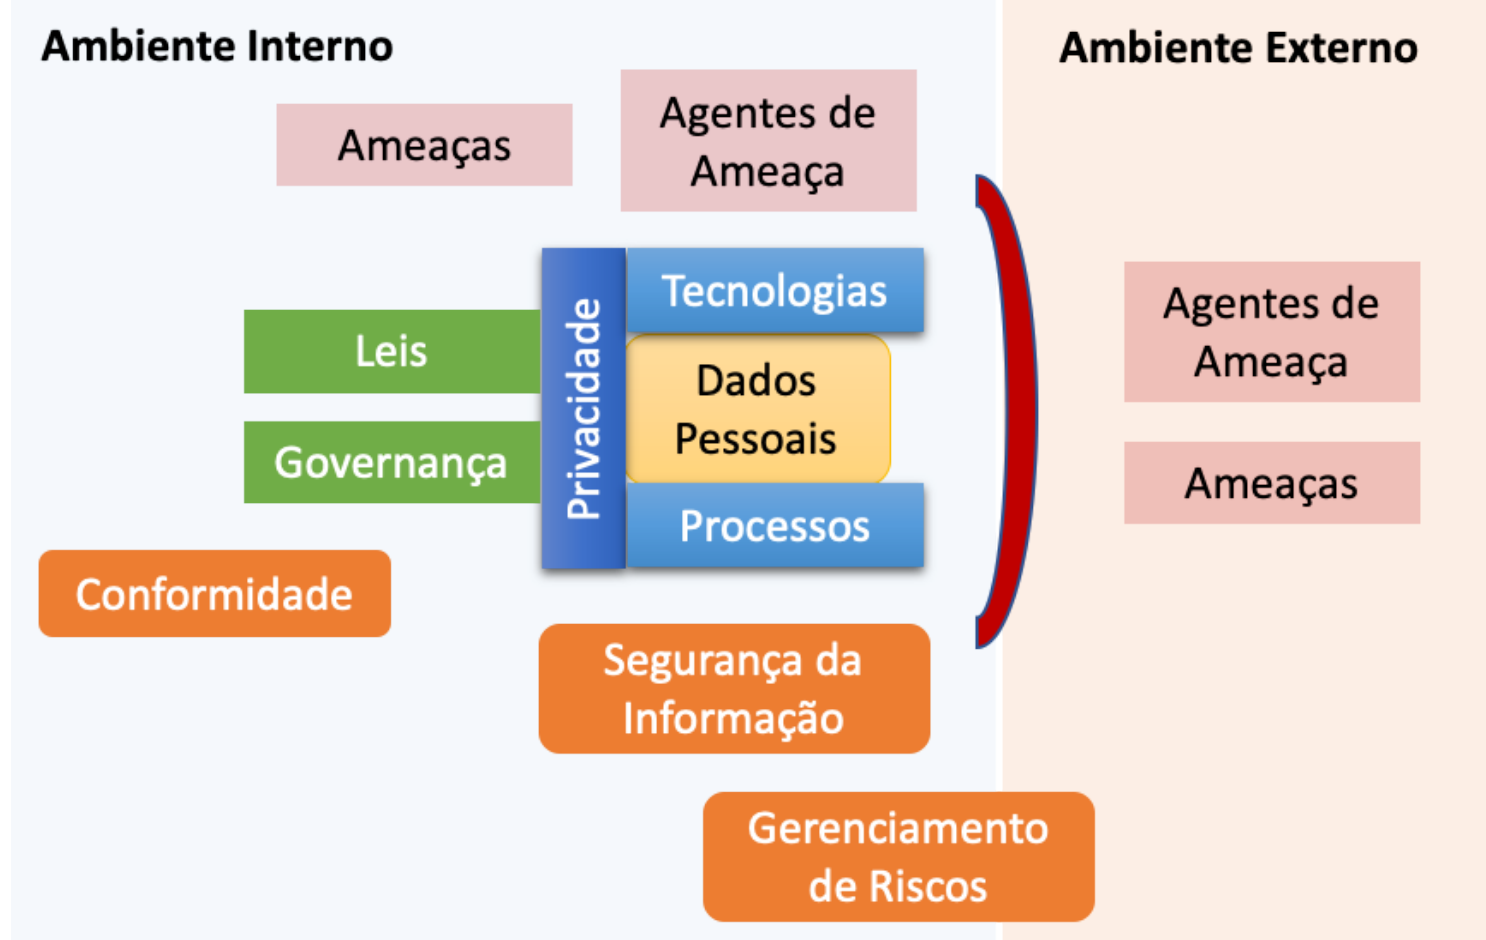 Ambiente Interno
Ambiente Externo
Ameaças
Agentes de
Ameaça
Tecnologias
Privacidade
Leis
Dados
Pessoais
Governança
Processos
Agentes de
Ameaça
Ameaças
Conformidade
Segurança da
Informação
Gerenciamento
de Riscos